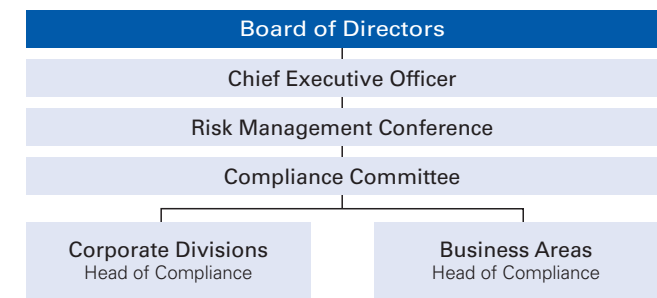 Board of Directors
Chief Executive Officer
Risk Management Conference
Compliance Committee
Corporate Divisions
Head of Compliance
Business Areas
Head of Compliance